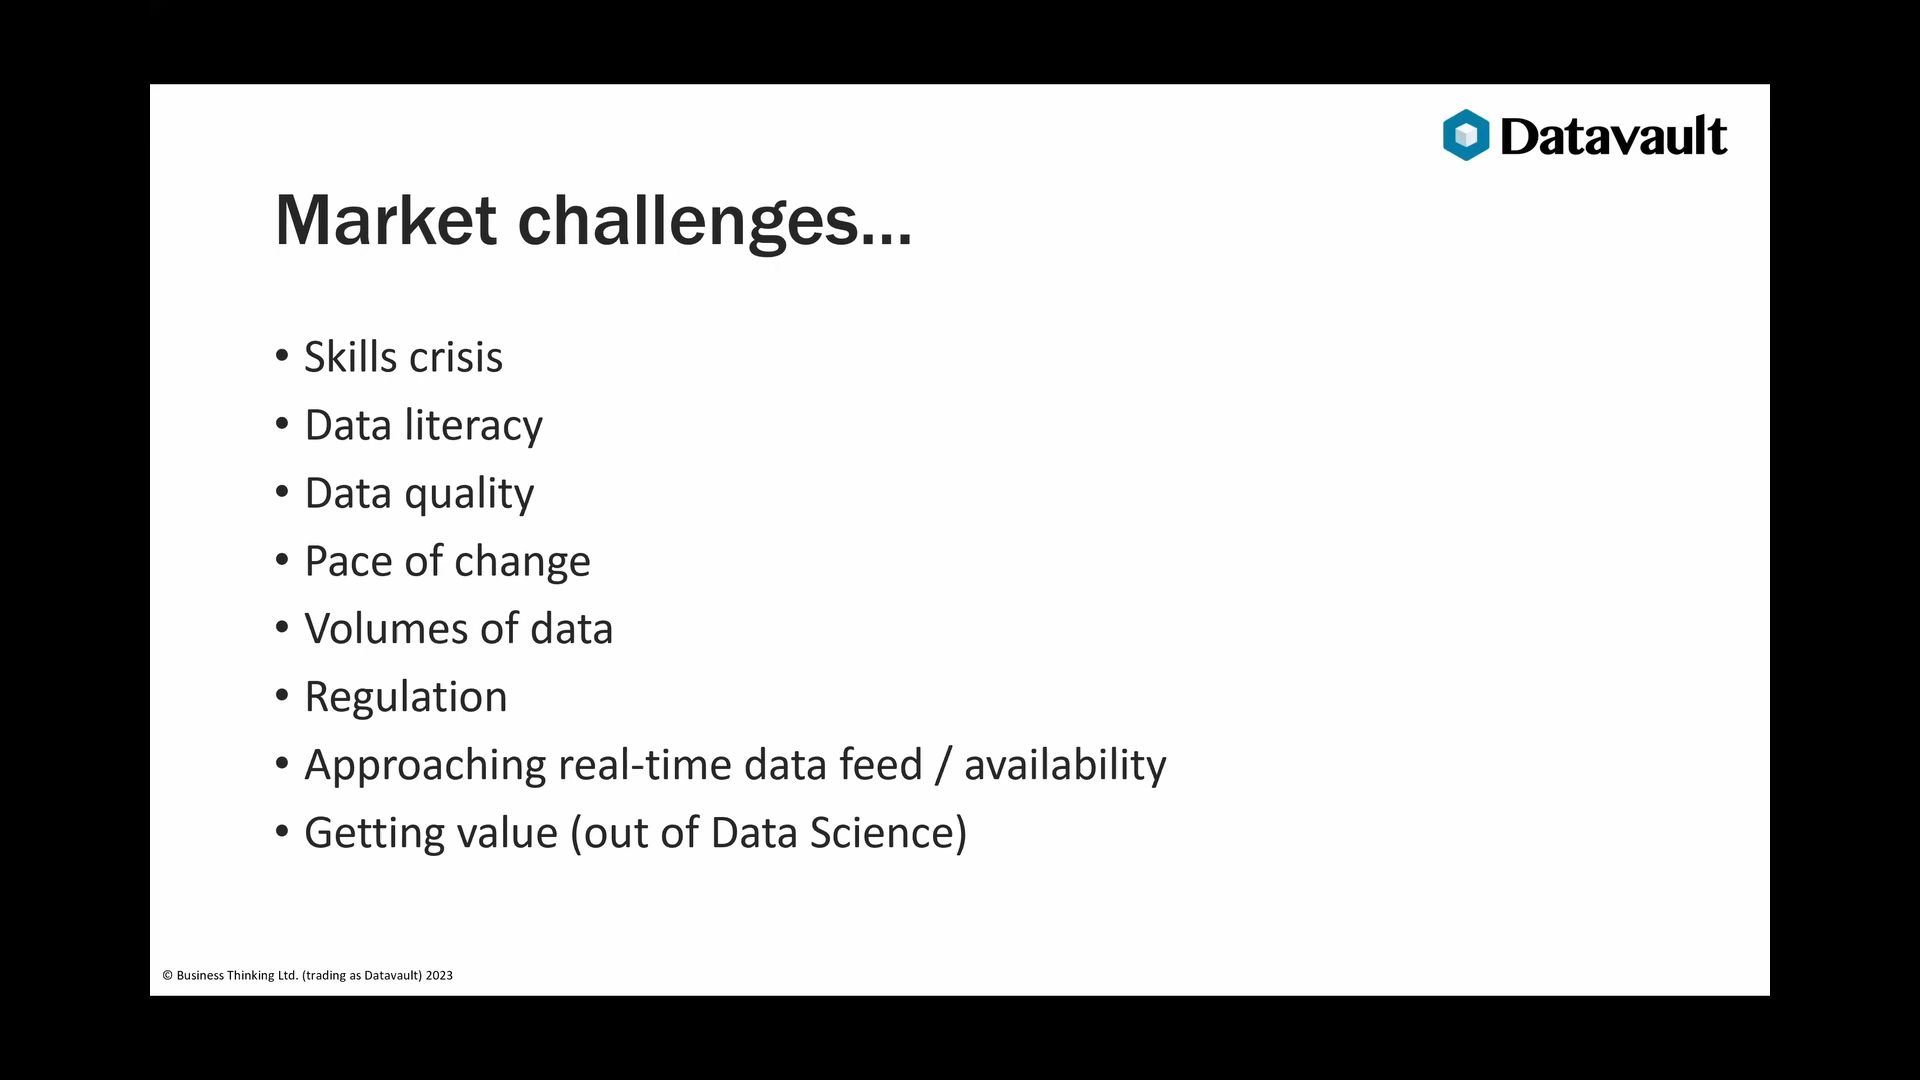 Datavault
Market challenges...
• Skills crisis
• Data literacy
• Data quality
• Pace of change
• Volumes of data
• Regulation
• Approaching real-time data feed / availability
• Getting value (out of Data Science)
© Business Thinking Ltd. (trading as Datavault) 2023